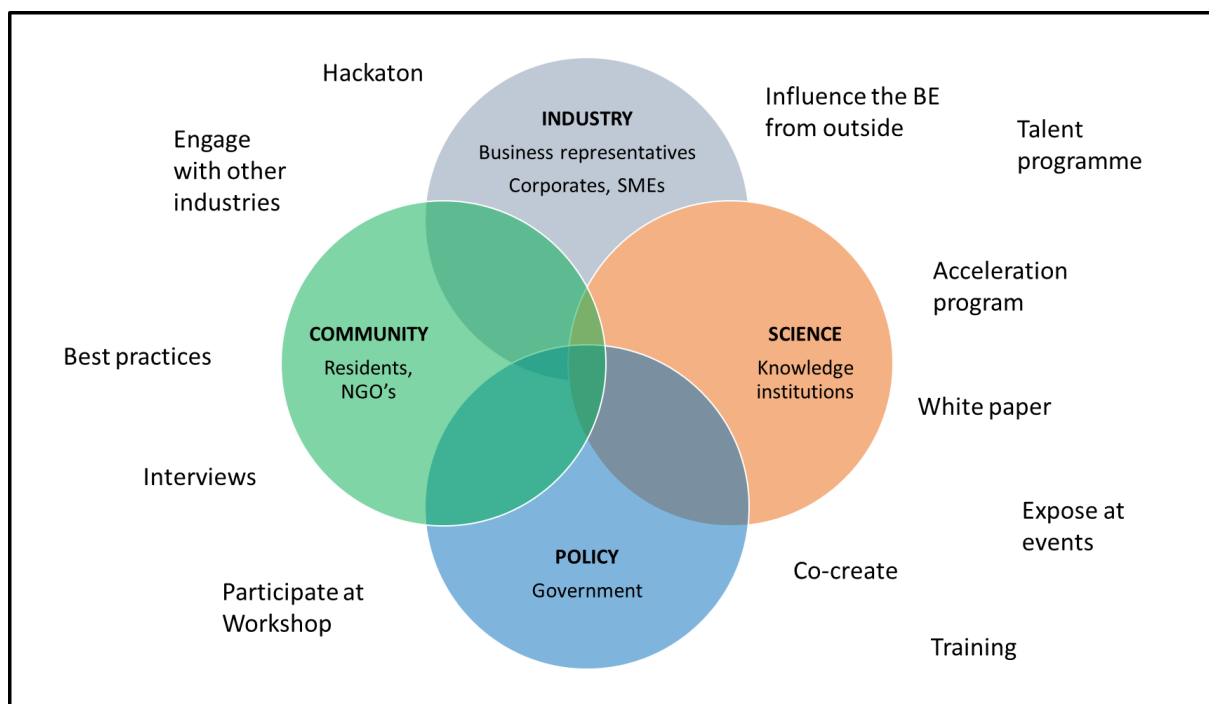 Hackaton
Influence the BE
from outside
Talent
programme
Engage
with other
industries
INDUSTRY
Business representatives
Corporates, SMEs
Acceleration
program
COMMUNITY
Residents,
NGO's
SCIENCE
Knowledge
institutions
Best practices
White paper
Interviews
Expose at
events
POLICY
Government
Co-create
Participate at
Workshop
Training